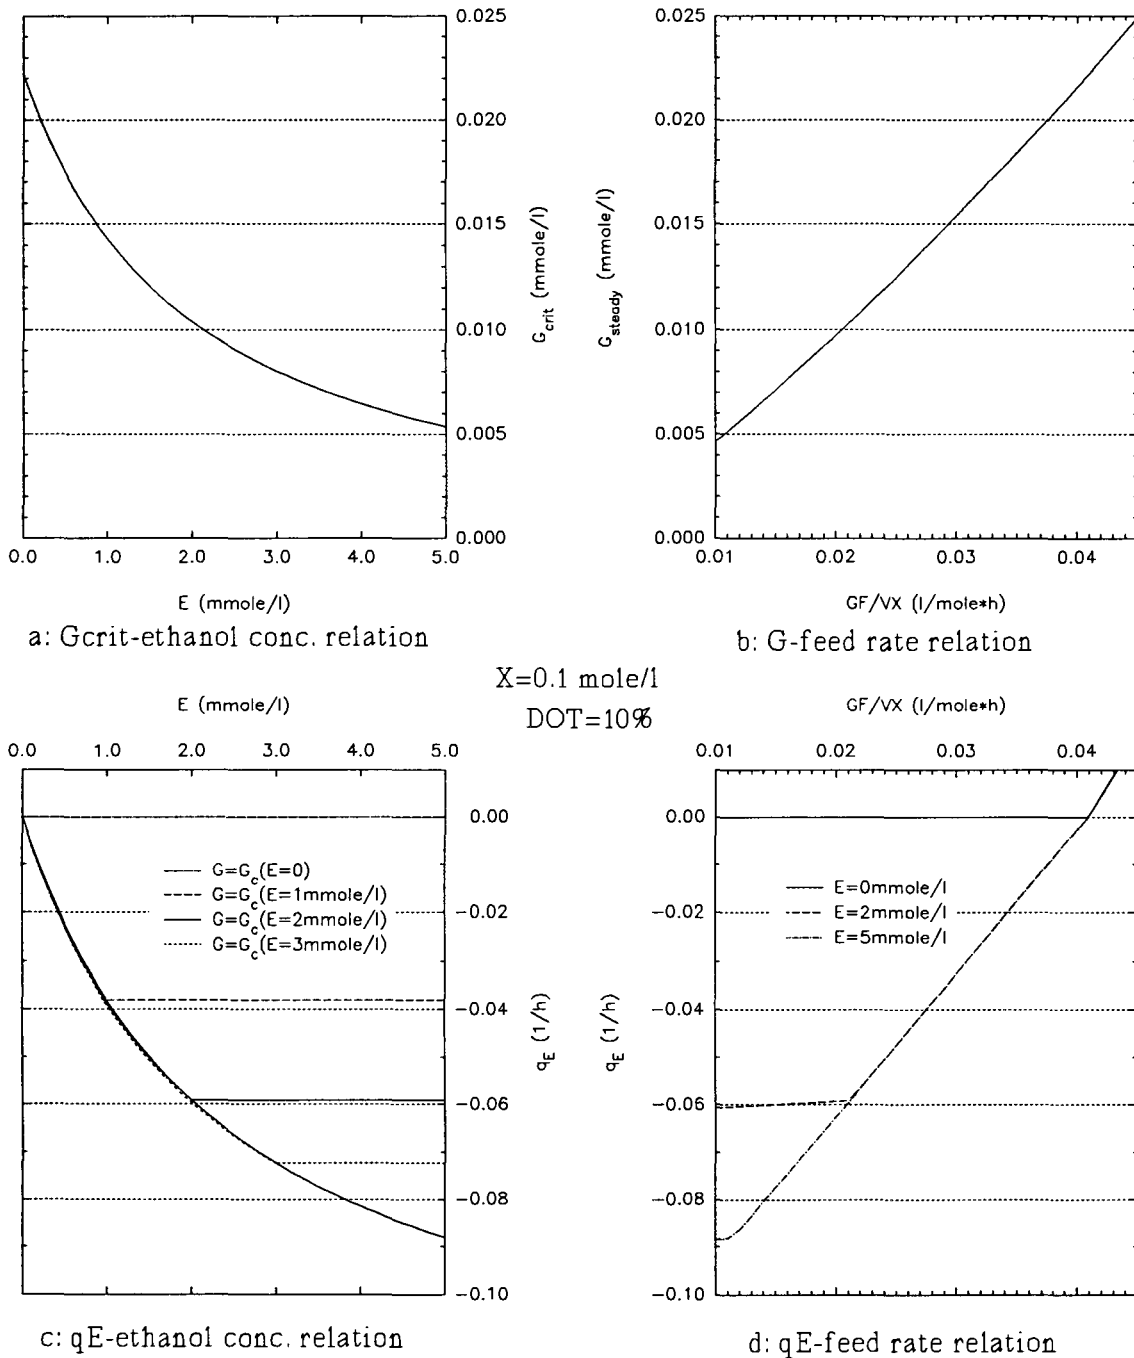 0.025
0.020
0.015
0.010
0.005
0.000
G_crit (mmole/l)
0.0 1.0 2.0 3.0 4.0 5.0
E (mmole/l)
a: Gcrit-ethanol conc. relation
0.025
0.020
0.015
0.010
0.005
0.000
G_steady (mmole/l)
0.01 0.02 0.03 0.04
GF/VX (l/mole*h)
b: G-feed rate relation
X=0.1 mole/l
DOT=10%
E (mmole/l)
0.0 1.0 2.0 3.0 4.0 5.0
G=G_c(E=0)
G=G_c(E=1mmole/l)
G=G_c(E=2mmole/l)
G=G_c(E=3mmole/l)
0.00
-0.02
-0.04
-0.06
-0.08
-0.10
q_E (1/h)
c: qE-ethanol conc. relation
GF/VX (l/mole*h)
0.01 0.02 0.03 0.04
0.00
-0.02
-0.04
-0.06
-0.08
-0.10
q_E (1/h)
E=0mmole/l
E=2mmole/l
E=5mmole/l
d: qE-feed rate relation